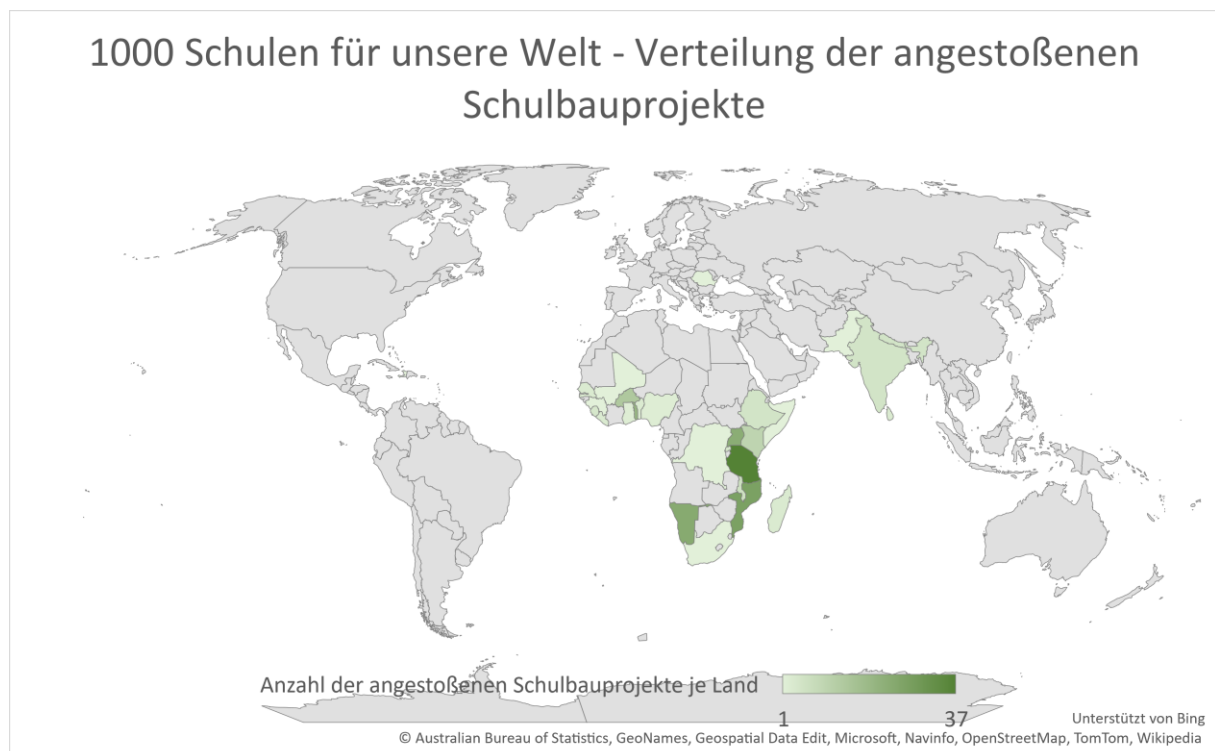 1000 Schulen für unsere Welt - Verteilung der angestoßenen
Schulbauprojekte
Anzahl der angestoßenen Schulbauprojekte je Land
1 37
Unterstützt von Bing
© Australian Bureau of Statistics, GeoNames, Geospatial Data Edit, Microsoft, Navinfo, OpenStreetMap, TomTom, Wikipedia